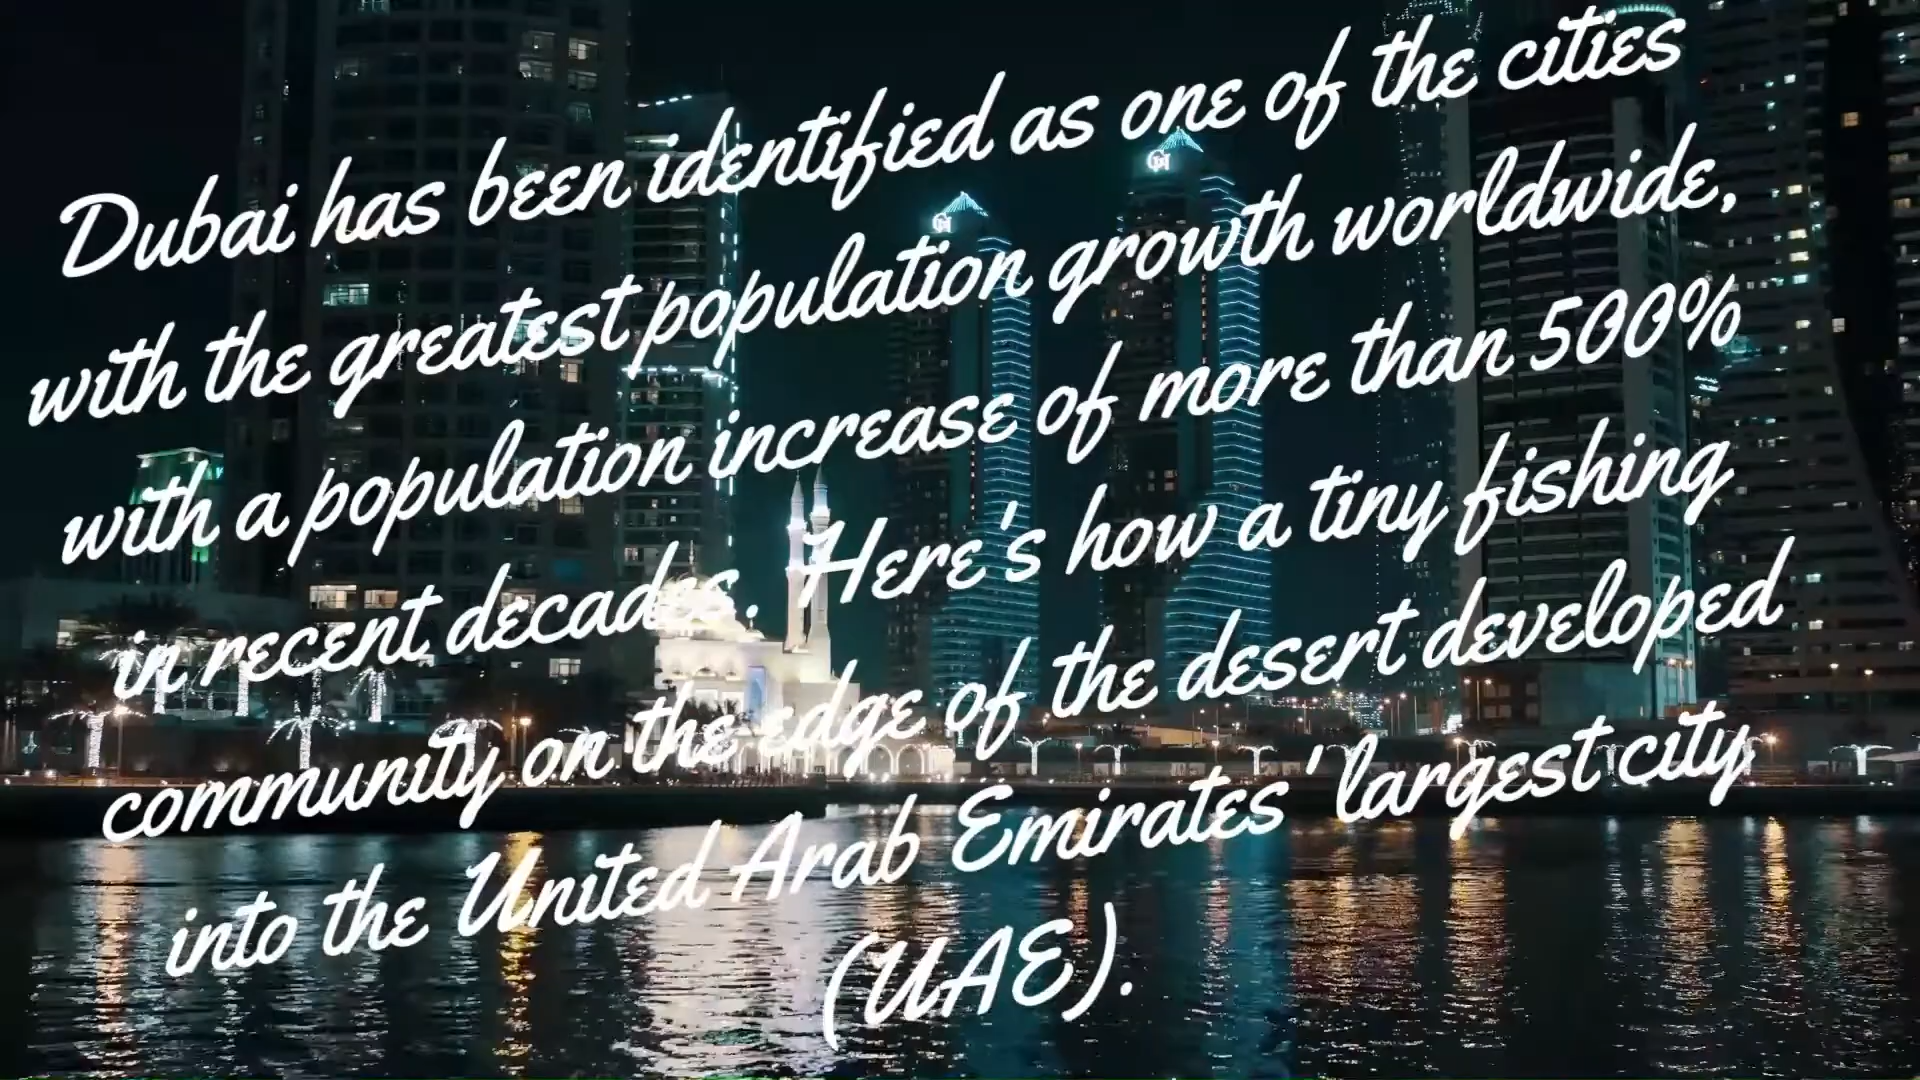 Dubai has been identified as one of the cities
with the greatest population growth worldwide,
with a population increase of more than 500%
in recent decades. Here's how a tiny fishing
community on the edge of the desert developed
into the United Arab Emirates' largest city
(UAE).